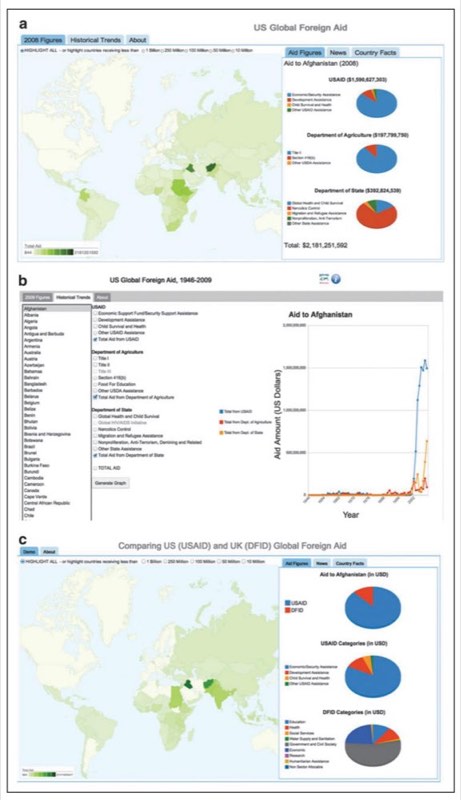 a
US Global Foreign Aid
2008 Figures Historical Trends About
HIGHLIGHT ALL - or highlight countries receiving less than 1 Billion 200 Million 100 Million 50 Million 10 Million
Aid Figures News Country Facts
Aid to Afghanistan (2008)
USAID ($1,590,627,303)
Economic/Security Assistance
Development Assistance
Child Survival and Health
Other USAID Assistance
Department of Agriculture ($197,799,750)
Title II
Section 416(b)
Other USDA Assistance
Department of State ($392,824,539)
Global Health and Child Survival
Narcotics Control
Migration and Refugee Assistance
Nonproliferation, Anti-Terrorism
Other State Assistance
Total: $2,181,251,592
Total Aid
b
US Global Foreign Aid, 1946-2009
2008 Figures Historical Trends About
Afghanistan
Albania
Algeria
Angola
Antigua and Barbuda
Argentina
Armenia
Australia
Austria
Azerbaijan
Bahamas
Bahrain
Bangladesh
Barbados
Belarus
Belgium
Belize
Benin
Bhutan
Bolivia
Bosnia and Herzegovina
Botswana
Brazil
Brunei
Bulgaria
Burkina Faso
Burundi
Cambodia
Cameroon
Canada
Cape Verde
Central African Republic
Chad
Chile
USAID
Economic Support Fund/Security Support Assistance
Development Assistance
Child Survival and Health
Other USAID Assistance
Total Aid from USAID
Department of Agriculture
Title I
Title II
Title III
Section 416(b)
Food For Education
Other USDA Assistance
Total Aid from Department of Agriculture
Department of State
Global Health and Child Survival
Global HIV/AIDS Initiative
Narcotics Control
Migration and Refugee Assistance
Nonproliferation, Anti-Terrorism, Demining and Related
Other State Assistance
Total Aid from Department of State
TOTAL AID
Generate Graph
Total from USAID
Total from Dept. of Agriculture
Total from Dept. of State
Aid to Afghanistan
Aid Amount (US Dollars)
2,000,000,000
1,500,000,000
1,000,000,000
500,000,000
Year
c
Comparing US (USAID) and UK (DFID) Global Foreign Aid
Demo About
HIGHLIGHT ALL - or highlight countries receiving less than 1 Billion 200 Million 100 Million 50 Million 10 Million
Aid Figures News Country Facts
Aid to Afghanistan (in USD)
USAID
DFID
USAID Categories (in USD)
Economic/Security Assistance
Development Assistance
Child Survival and Health
Other USAID Assistance
DFID Categories (in USD)
Education
Health
Social Services
Water Supply and Sanitation
Government and Civil Society
Economic
Research
Humanitarian Assistance
Non Sector Allocable